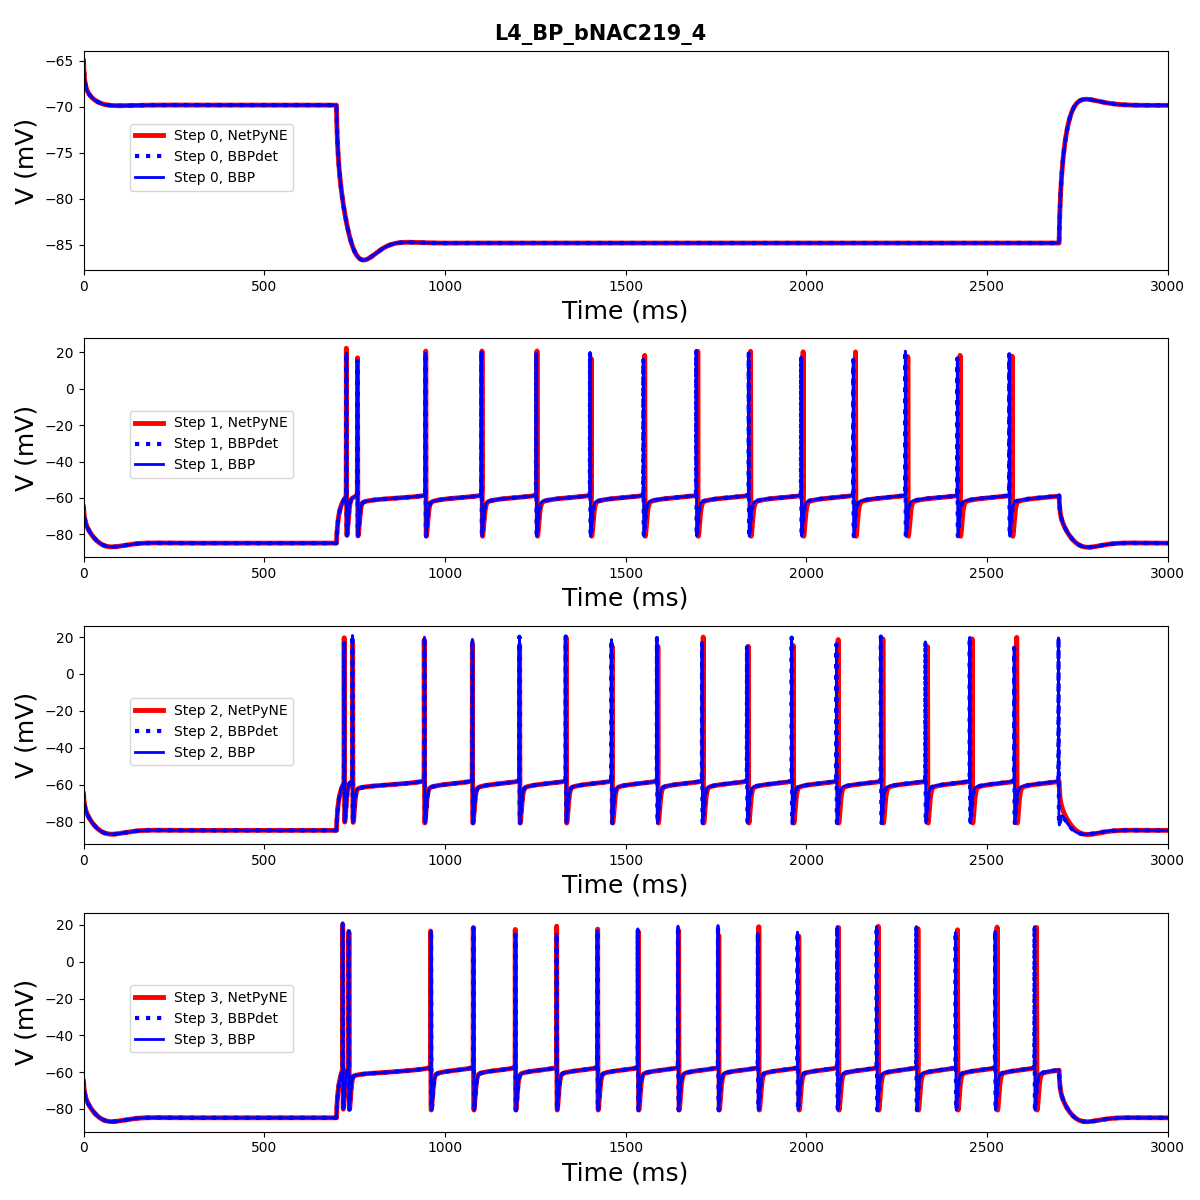 L4_BP_bNAC219_4
−65
−70
−75
−80
−85
V (mV)
Step 0, NetPyNE
Step 0, BBPdet
Step 0, BBP
0 500 1000 1500 2000 2500 3000
Time (ms)
20
0
−20
−40
−60
−80
V (mV)
Step 1, NetPyNE
Step 1, BBPdet
Step 1, BBP
0 500 1000 1500 2000 2500 3000
Time (ms)
20
0
−20
−40
−60
−80
V (mV)
Step 2, NetPyNE
Step 2, BBPdet
Step 2, BBP
0 500 1000 1500 2000 2500 3000
Time (ms)
20
0
−20
−40
−60
−80
V (mV)
Step 3, NetPyNE
Step 3, BBPdet
Step 3, BBP
0 500 1000 1500 2000 2500 3000
Time (ms)